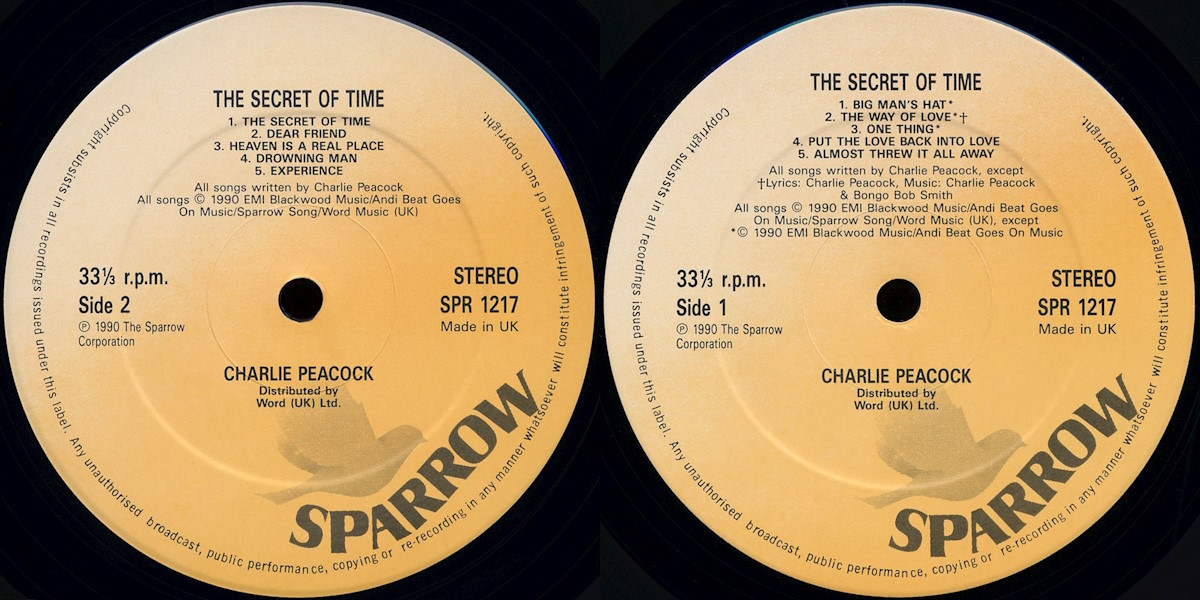 THE SECRET OF TIME
1. THE SECRET OF TIME
2. DEAR FRIEND
3. HEAVEN IS A REAL PLACE
4. DROWNING MAN
5. EXPERIENCE
All songs written by Charlie Peacock
All songs © 1990 EMI Blackwood Music/Andi Beat Goes
On Music/Sparrow Song/Word Music (UK)
33⅓ r.p.m.
Side 2
℗ 1990 The Sparrow
Corporation
STEREO
SPR 1217
Made in UK
CHARLIE PEACOCK
Distributed by
Word (UK) Ltd.
SPARROW
Copyright subsists in all recordings issued under this label. Any unauthorised broadcast, public performance, copying or re-recording in any manner whatsoever will constitute infringement of such copyright.
THE SECRET OF TIME
1. BIG MAN'S HAT*
2. THE WAY OF LOVE*†
3. ONE THING*
4. PUT THE LOVE BACK INTO LOVE
5. ALMOST THREW IT ALL AWAY
All songs written by Charlie Peacock, except
†Lyrics: Charlie Peacock, Music: Charlie Peacock
& Bongo Bob Smith
All songs © 1990 EMI Blackwood Music/Andi Beat Goes
On Music/Sparrow Song/Word Music (UK), except
*© 1990 EMI Blackwood Music/Andi Beat Goes On Music
33⅓ r.p.m.
Side 1
℗ 1990 The Sparrow
Corporation
STEREO
SPR 1217
Made in UK
CHARLIE PEACOCK
Distributed by
Word (UK) Ltd.
SPARROW
Copyright subsists in all recordings issued under this label. Any unauthorised broadcast, public performance, copying or re-recording in any manner whatsoever will constitute infringement of such copyright.